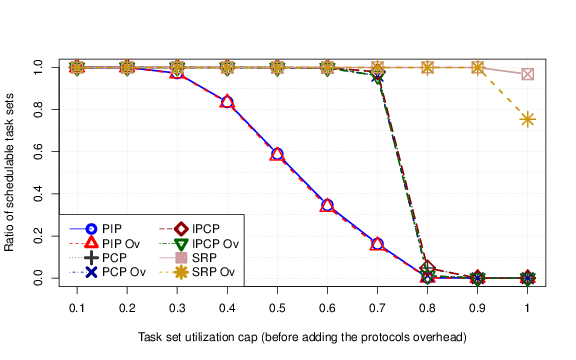 Ratio of schedulable task sets
1.0
0.8
0.6
0.4
0.2
0.0
PIP
PIP Ov
PCP
PCP Ov
IPCP
IPCP Ov
SRP
SRP Ov
0.1 0.2 0.3 0.4 0.5 0.6 0.7 0.8 0.9 1
Task set utilization cap (before adding the protocols overhead)